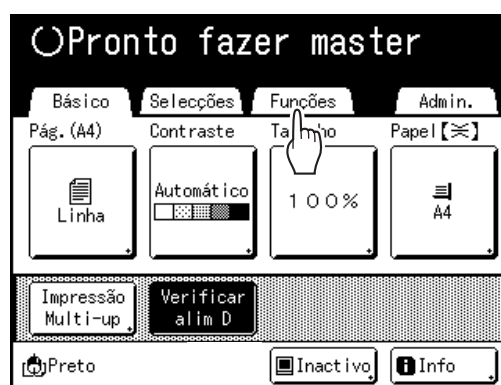 Pronto fazer master
Básico Selecções Funções Admin.
Pág.(A4) Contraste Papel
Linha
Automático
100%
A4
Impressão
Multi-up
Verificar
alim D
Preto Inactivo Info